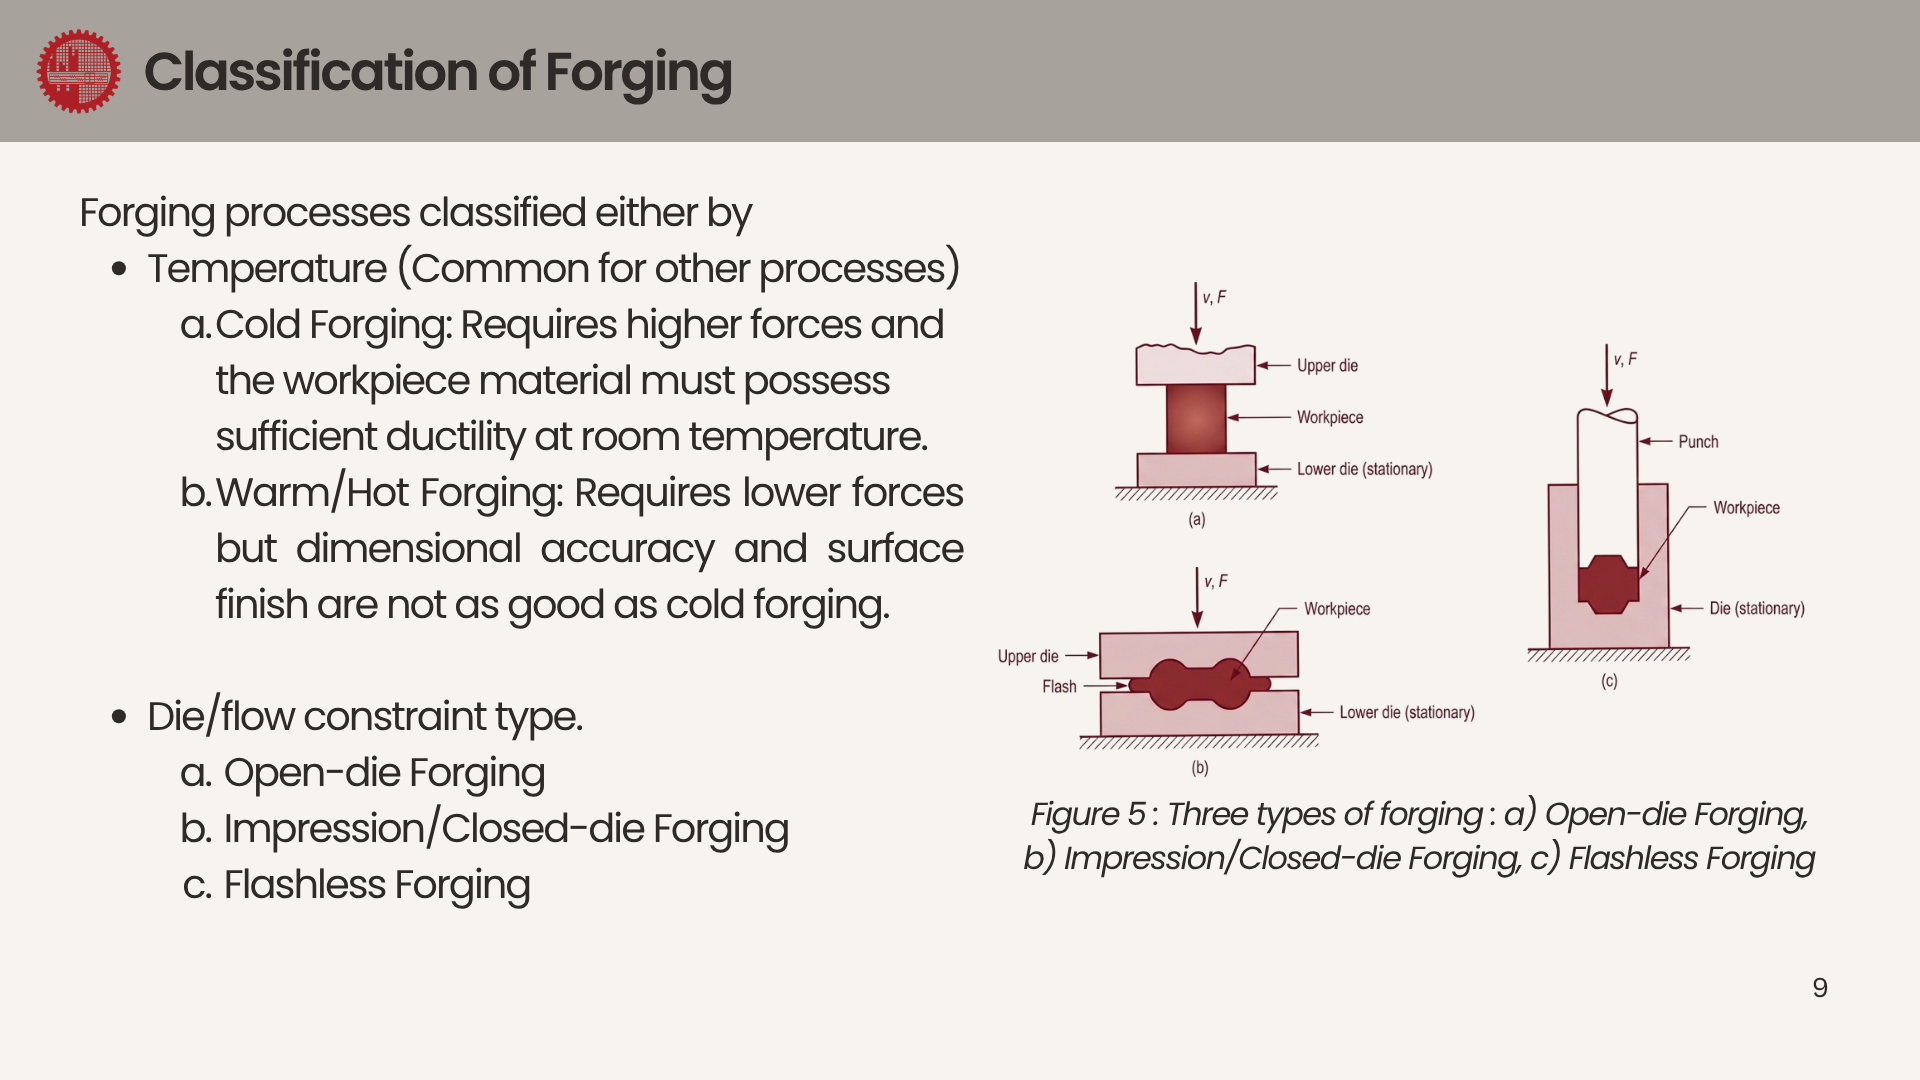 Classification of Forging
Forging processes classified either by
• Temperature (Common for other processes)
a.Cold Forging: Requires higher forces and
the workpiece material must possess
sufficient ductility at room temperature.
b.Warm/Hot Forging: Requires lower forces
but dimensional accuracy and surface
finish are not as good as cold forging.
• Die/flow constraint type.
a. Open-die Forging
b. Impression/Closed-die Forging
c. Flashless Forging
v, F
Upper die
Workpiece
Lower die (stationary)
(a)
v, F
Workpiece
Upper die
Flash
Lower die (stationary)
(b)
v, F
Punch
Workpiece
Die (stationary)
(c)
Figure 5 : Three types of forging : a) Open-die Forging,
b) Impression/Closed-die Forging, c) Flashless Forging
9